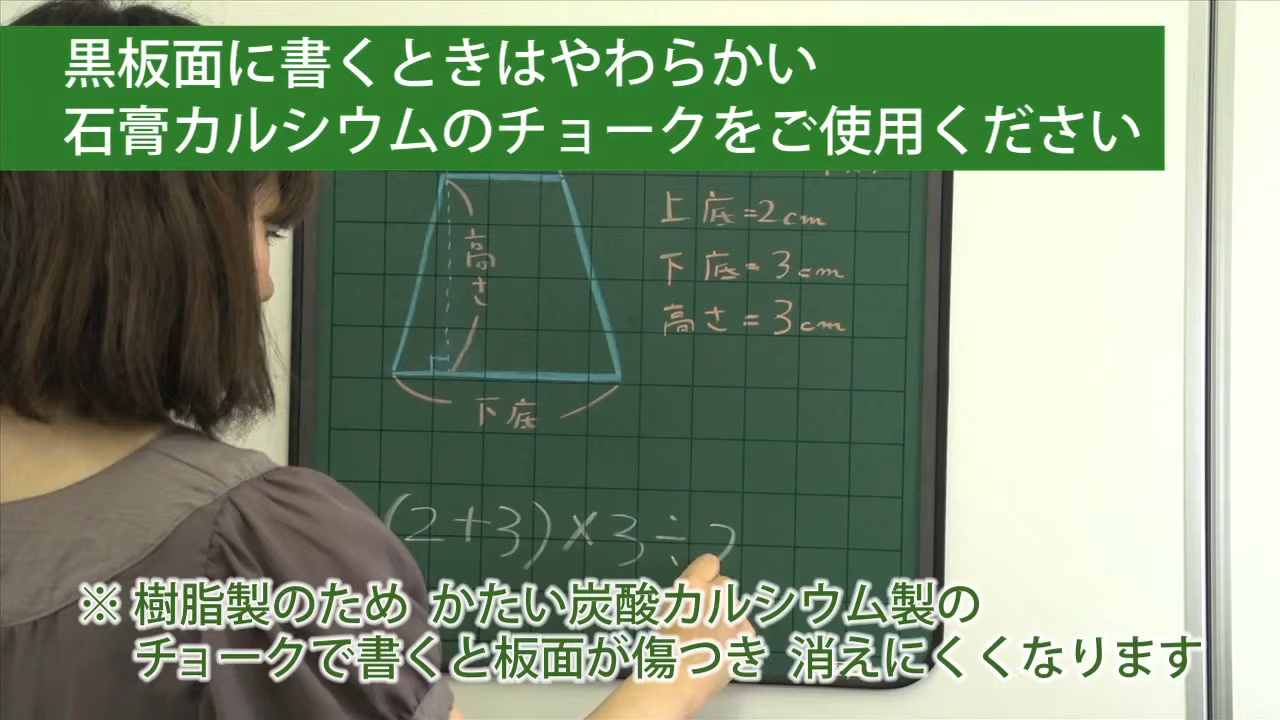 黒板面に書くときはやわらかい
石膏カルシウムのチョークをご使用ください
上底=2cm
高さ
下底=3cm
高さ=3cm
下底
(2+3)×3÷2
※ 樹脂製のため かたい炭酸カルシウム製の
チョークで書くと板面が傷つき 消えにくくなります